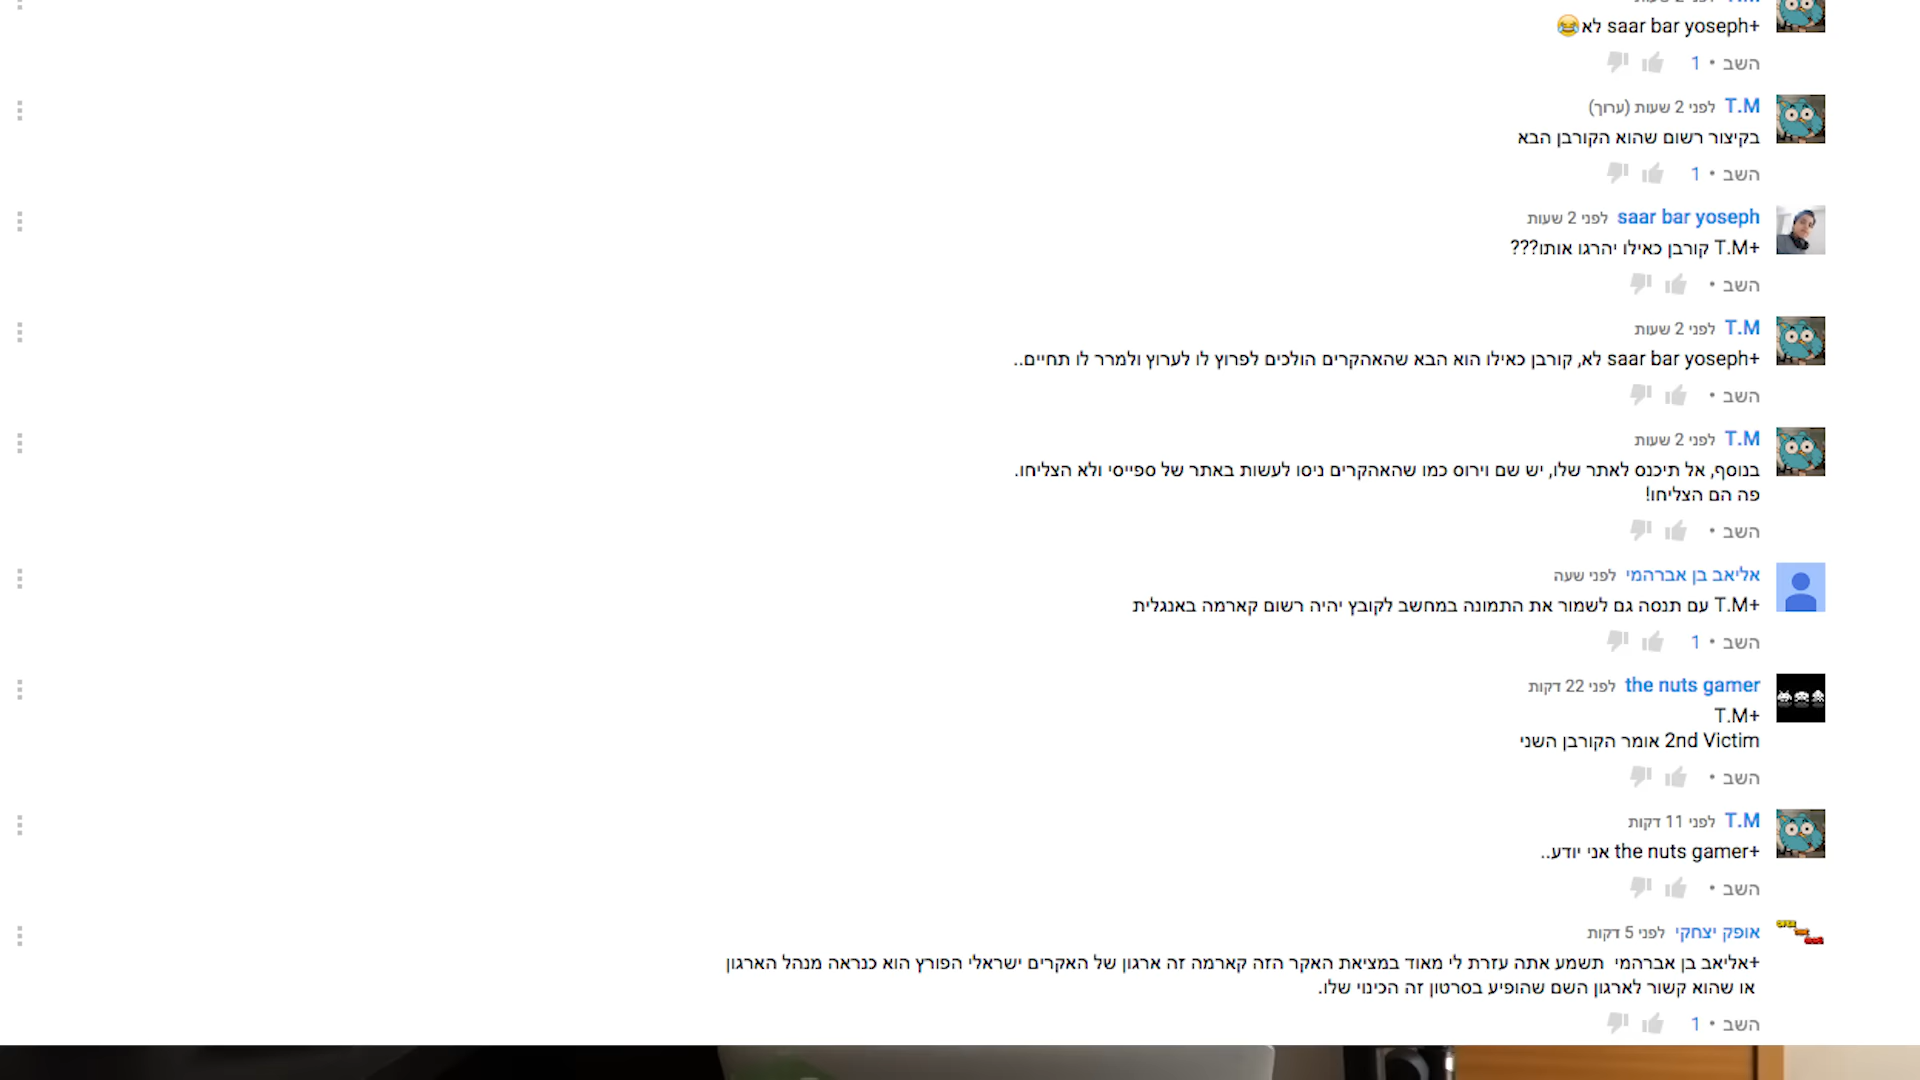 +saar bar yoseph לא😂
השב • 1
T.M לפני 2 שעות (ערוך)
בקיצור רשום שהוא הקורבן הבא
השב • 1
saar bar yoseph לפני 2 שעות
+T.M קורבן כאילו יהרגו אותו???
השב •
T.M לפני 2 שעות
+saar bar yoseph לא, קורבן כאילו הוא הבא שהאהקרים הולכים לפרוץ לו לערוץ ולמרר לו תחיים..
השב •
T.M לפני 2 שעות
בנוסף, אל תיכנס לאתר שלו, יש שם וירוס כמו שהאהקרים ניסו לעשות באתר של ספייסי ולא הצליחו.
פה הם הצליחו!
השב •
אליאב בן אברהמי לפני שעה
+T.M עם תנסה גם לשמור את התמונה במחשב לקובץ יהיה רשום קארמה באנגלית
השב • 1
the nuts gamer לפני 22 דקות
+T.M
2nd Victim אומר הקורבן השני
השב •
T.M לפני 11 דקות
+the nuts gamer אני יודע..
השב •
אופק יצחקי לפני 5 דקות
+אליאב בן אברהמי תשמע אתה עזרת לי מאוד במציאת האקר הזה קארמה זה ארגון של האקרים ישראלי הפורץ הוא כנראה מנהל הארגון
או שהוא קשור לארגון השם שהופיע בסרטון זה הכינוי שלו.
השב • 1